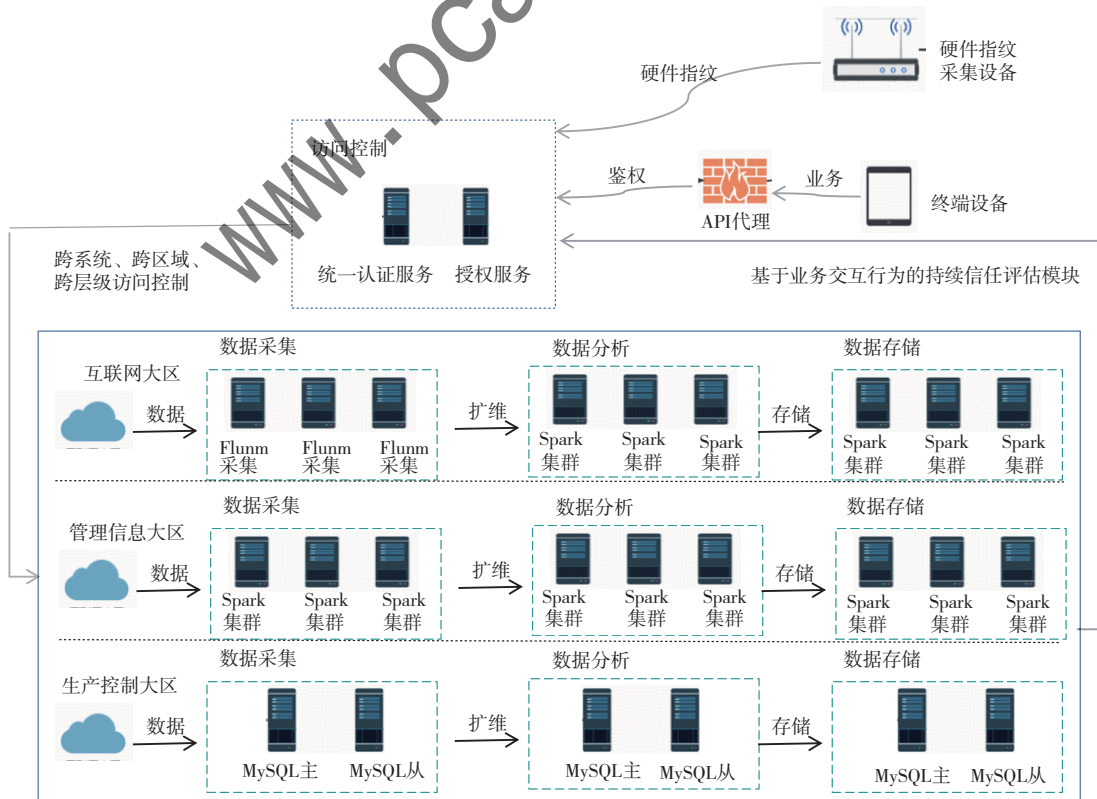 www.pca
硬件指纹
采集设备
硬件指纹
访问控制
鉴权
业务
API代理
终端设备
统一认证服务
授权服务
跨系统、跨区域、
跨层级访问控制
基于业务交互行为的持续信任评估模块
数据采集
数据分析
数据存储
互联网大区
数据
扩维
存储
Flunm
采集
Flunm
采集
Flunm
采集
Spark
集群
Spark
集群
Spark
集群
Spark
集群
Spark
集群
Spark
集群
数据采集
数据分析
数据存储
管理信息大区
数据
扩维
存储
Spark
集群
Spark
集群
Spark
集群
Spark
集群
Spark
集群
Spark
集群
Spark
集群
Spark
集群
Spark
集群
数据采集
数据分析
数据存储
生产控制大区
数据
扩维
存储
MySQL主
MySQL从
MySQL主
MySQL从
MySQL主
MySQL从